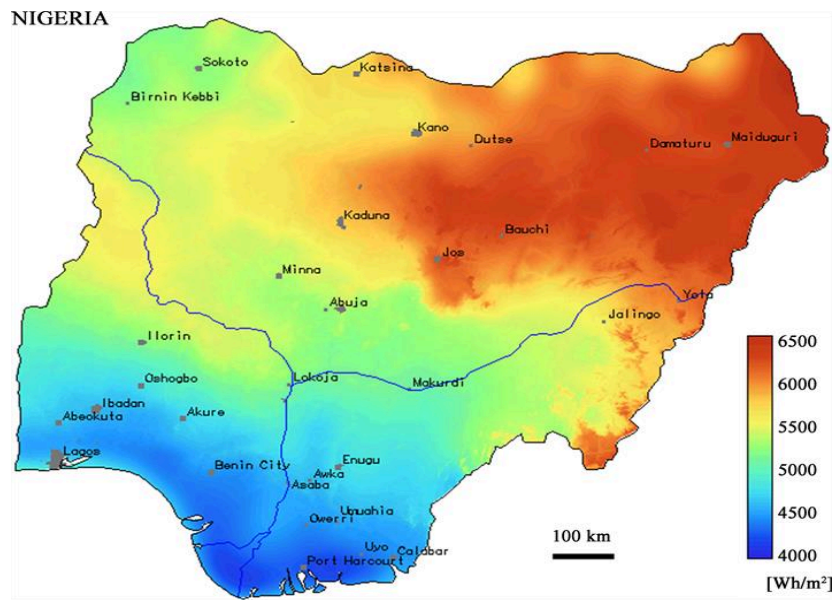 NIGERIA
Sokoto
Katsina
Birnin Kebbi
Kano
Dutse
Damaturu
Maiduguri
Kaduna
Bauchi
Jos
Minna
Yola
Abuja
Jalingo
Ilorin
Oshogbo
Lokoja
Makurdi
Ibadan
Abeokuta
Akure
Lagos
Enugu
Benin City
Awka
Asaba
Umuahia
Owerri
Uyo
Calabar
Port Harcourt
100 km
6500
6000
5500
5000
4500
4000
[Wh/m²]